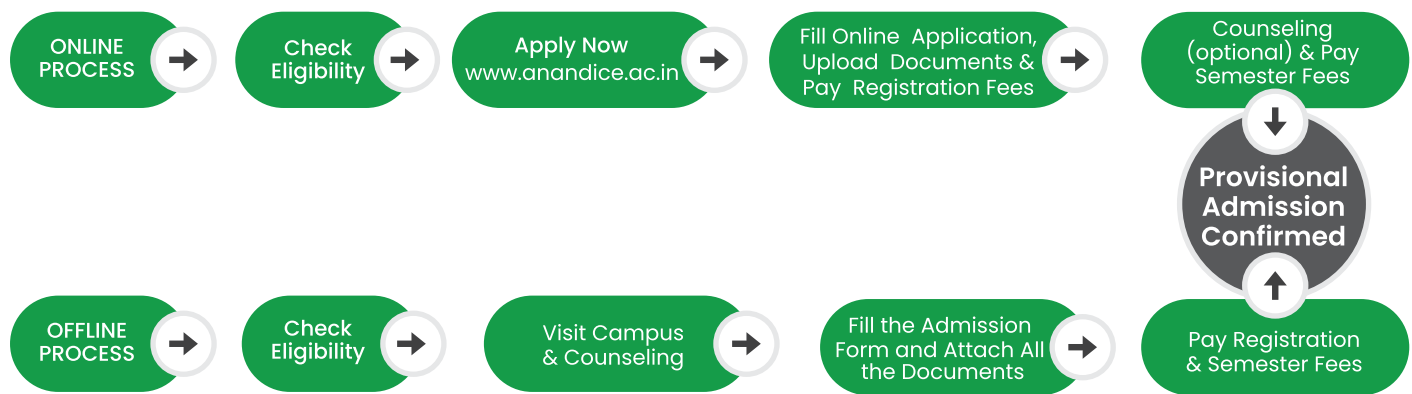 ONLINE
PROCESS
Check
Eligibility
Apply Now
www.anandice.ac.in
Fill Online Application,
Upload Documents &
Pay Registration Fees
Counseling
(optional) & Pay
Semester Fees
Provisional
Admission
Confirmed
OFFLINE
PROCESS
Check
Eligibility
Visit Campus
& Counseling
Fill the Admission
Form and Attach All
the Documents
Pay Registration
& Semester Fees